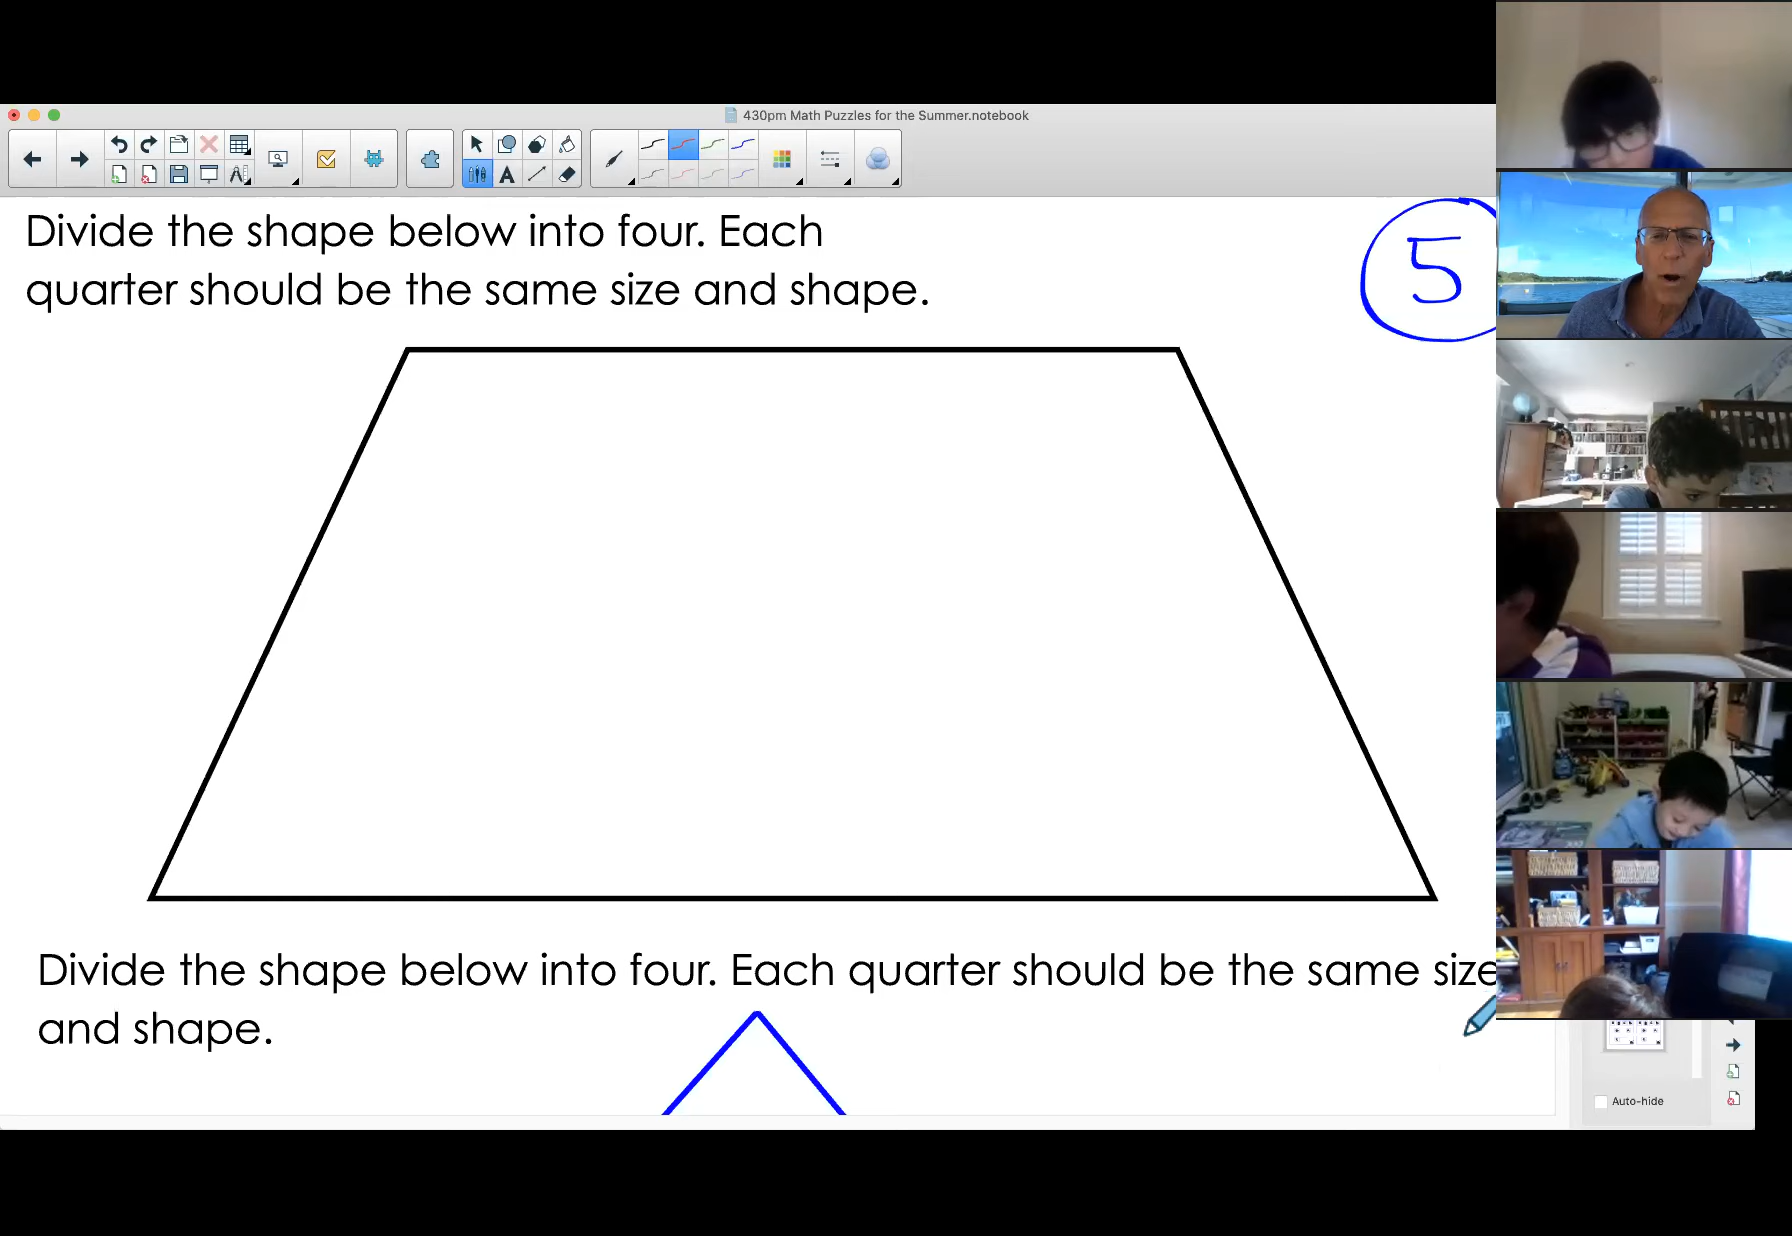 430pm Math Puzzles for the Summer.notebook
Divide the shape below into four. Each
quarter should be the same size and shape.
5
Divide the shape below into four. Each quarter should be the same size
and shape.
Auto-hide